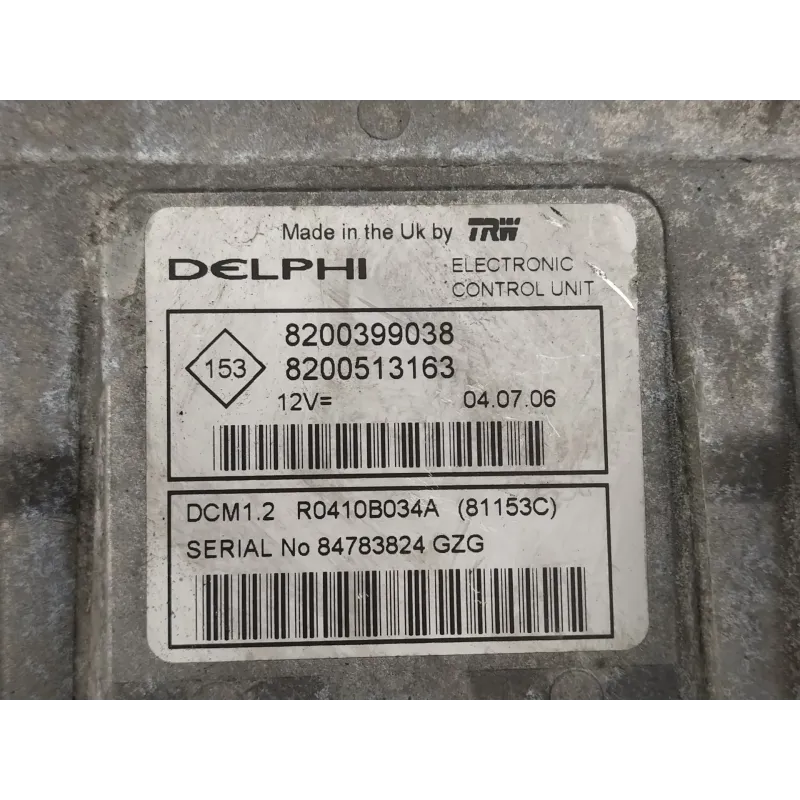 Made in the Uk by TRW
DELPHI ELECTRONIC
CONTROL UNIT
153
8200399038
8200513163
12V= 04.07.06
DCM1.2 R0410B034A (81153C)
SERIAL No 84783824 GZG